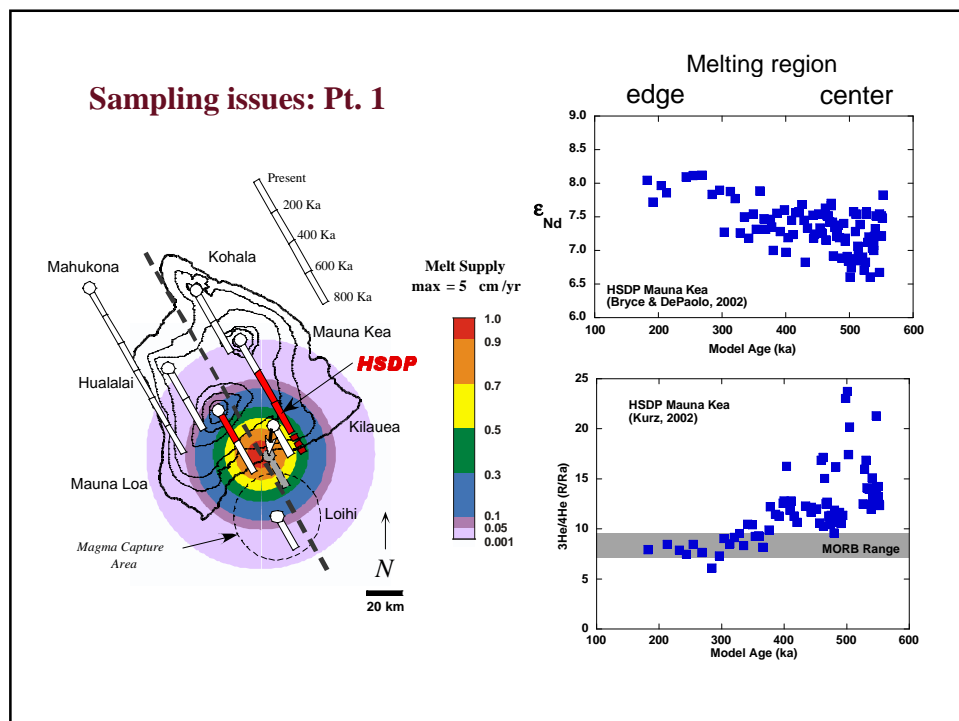 Sampling issues: Pt. 1
Present
200 Ka
400 Ka
600 Ka
800 Ka
Mahukona
Kohala
Mauna Kea
HSDP
Hualalai
Kilauea
Mauna Loa
Loihi
Magma Capture
Area
N
20 km
Melt Supply
max = 5 cm/yr
1.0
0.9
0.7
0.5
0.3
0.1
0.05
0.001
Melting region
edge center
9.0
8.5
8.0
7.5
7.0
6.5
6.0
εNd
HSDP Mauna Kea
(Bryce & DePaolo, 2002)
100 200 300 400 500 600
Model Age (ka)
25
20
15
10
5
0
3He/4He (R/Ra)
HSDP Mauna Kea
(Kurz, 2002)
MORB Range
100 200 300 400 500 600
Model Age (ka)